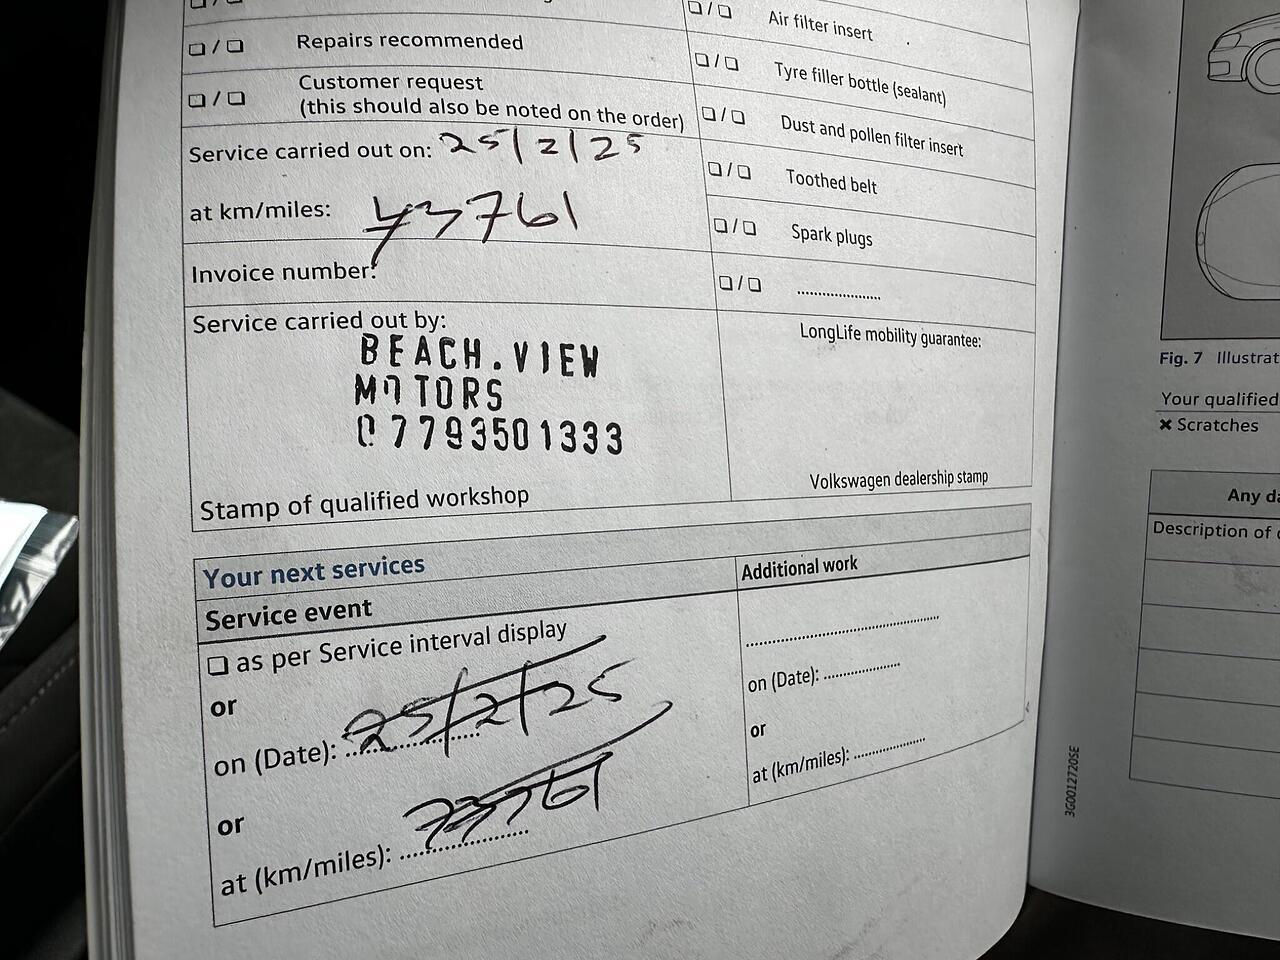 ❏ / ❏ Repairs recommended
❏ / ❏ Customer request
(this should also be noted on the order)
Service carried out on: 25/2/25
at km/miles: 43761
Invoice number:
Service carried out by:
BEACH.VIEW
MOTORS
07793501333
Stamp of qualified workshop
❏ / ❏ Air filter insert
❏ / ❏ Tyre filler bottle (sealant)
❏ / ❏ Dust and pollen filter insert
❏ / ❏ Toothed belt
❏ / ❏ Spark plugs
❏ / ❏ .....................
LongLife mobility guarantee:
Volkswagen dealership stamp
Your next services
Service event
❏ as per Service interval display
or
on (Date): 25/2/25
or
at (km/miles):
Additional work
on (Date): ...................
or
at (km/miles): ..................
3G0012720SE
Fig. 7
Your qualified
✖ Scratches
Any
Description of